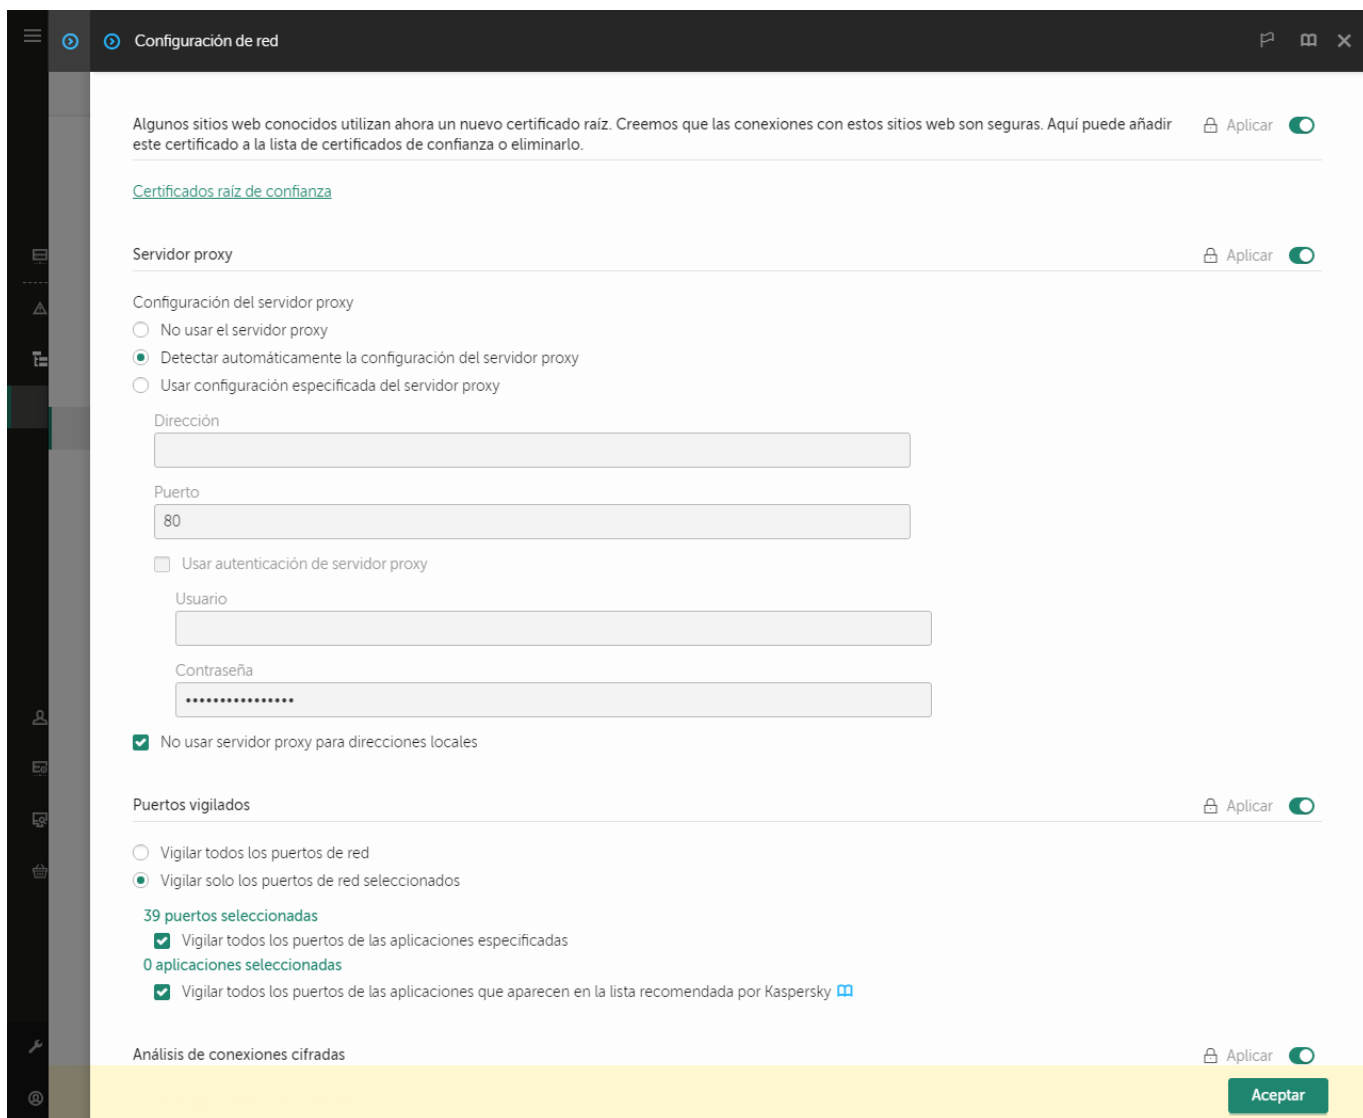 Configuración de red
Algunos sitios web conocidos utilizan ahora un nuevo certificado raíz. Creemos que las conexiones con estos sitios web son seguras. Aquí puede añadir
este certificado a la lista de certificados de confianza o eliminarlo.
Aplicar
Certificados raíz de confianza
Servidor proxy
Aplicar
Configuración del servidor proxy
No usar el servidor proxy
Detectar automáticamente la configuración del servidor proxy
Usar configuración especificada del servidor proxy
Dirección
Puerto
80
Usar autenticación de servidor proxy
Usuario
Contraseña
••••••••••••••••
No usar servidor proxy para direcciones locales
Puertos vigilados
Aplicar
Vigilar todos los puertos de red
Vigilar solo los puertos de red seleccionados
39 puertos seleccionadas
Vigilar todos los puertos de las aplicaciones especificadas
0 aplicaciones seleccionadas
Vigilar todos los puertos de las aplicaciones que aparecen en la lista recomendada por Kaspersky
Análisis de conexiones cifradas
Aplicar
Aceptar